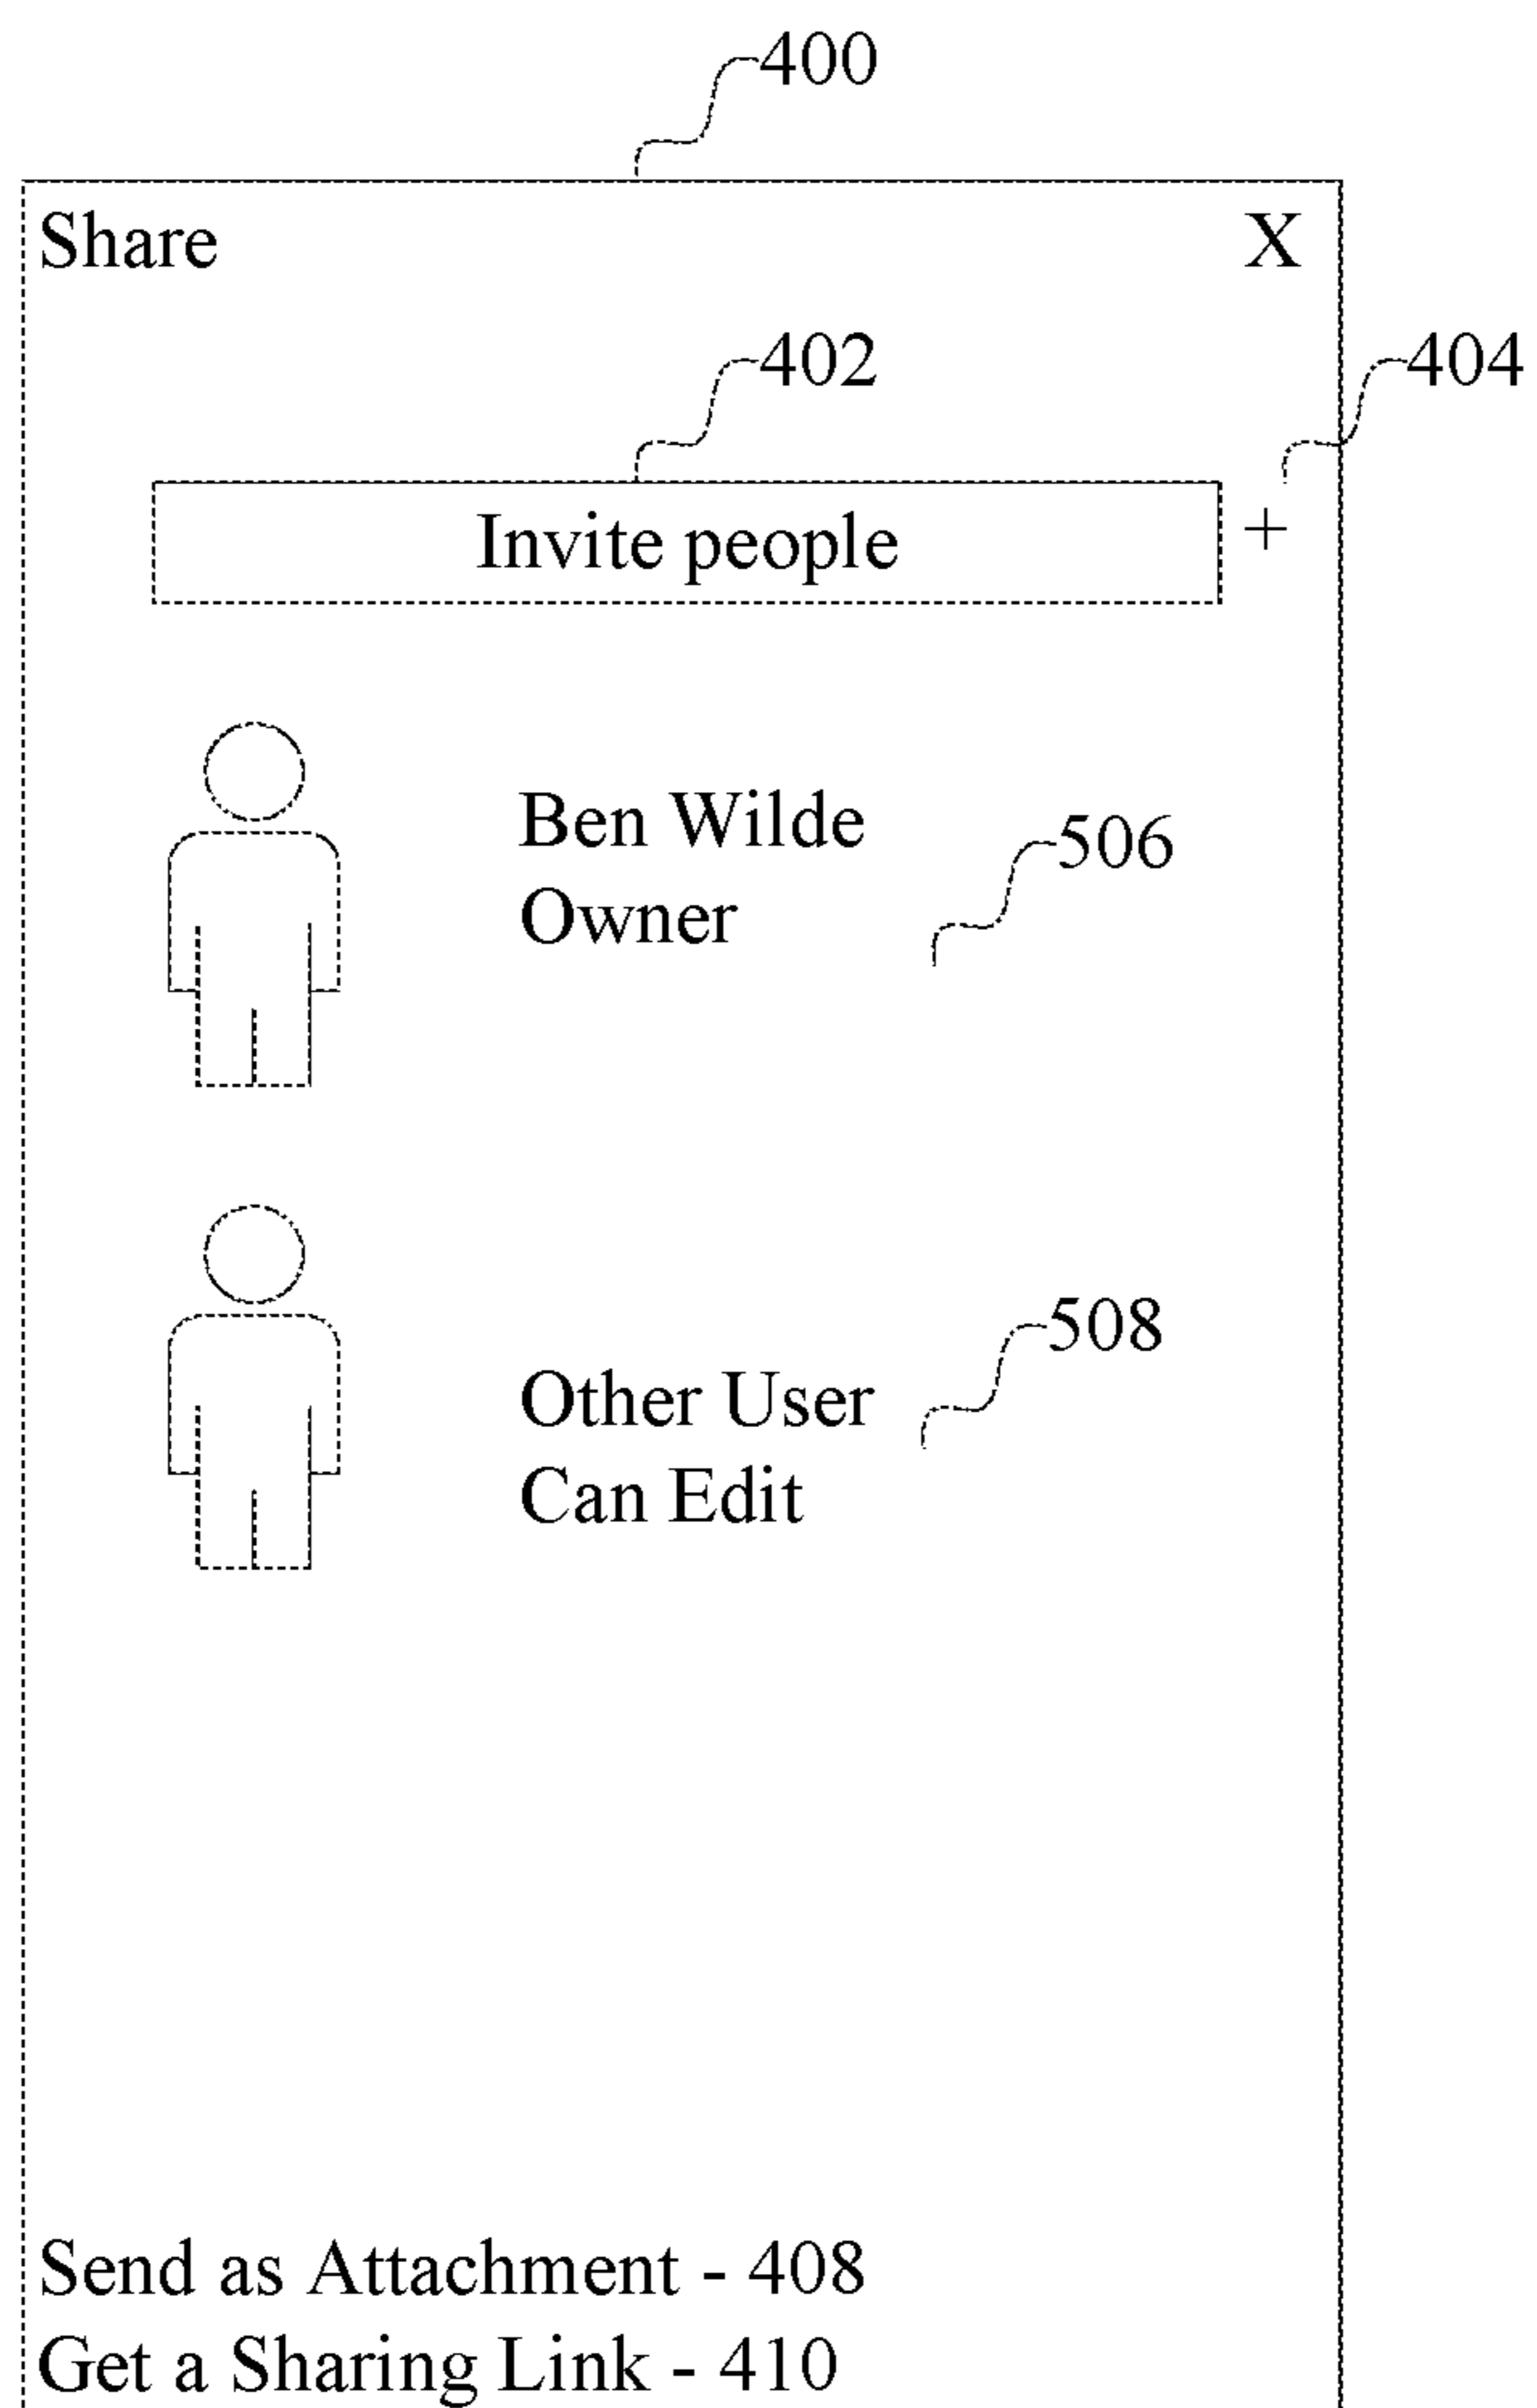 400
Share X
402
404
Invite people +
Ben Wilde
506
Owner
508
Other User
Can Edit
Send as Attachment - 408
Get a Sharing Link - 410